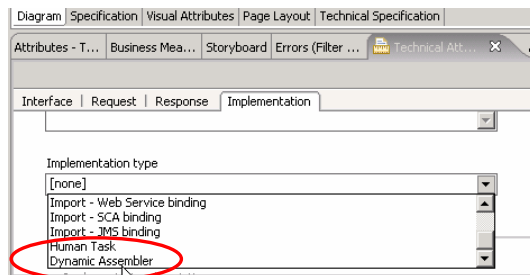 Diagram Specification Visual Attributes Page Layout Technical Specification
Attributes - T... Business Mea... Storyboard Errors (Filter ... Technical Att...
Interface Request Response Implementation
Implementation type
[none]
Import - Web Service binding
Import - SCA binding
Import - JMS binding
Human Task
Dynamic Assembler